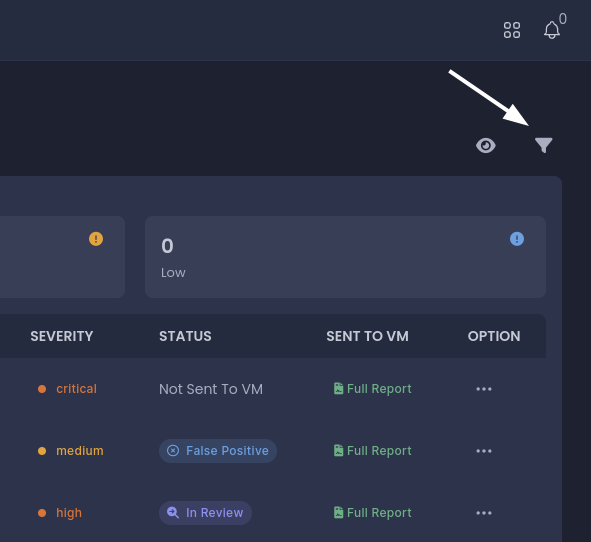 0
0
Low
SEVERITY STATUS SENT TO VM OPTION
critical Not Sent To VM Full Report
medium False Positive Full Report
high In Review Full Report